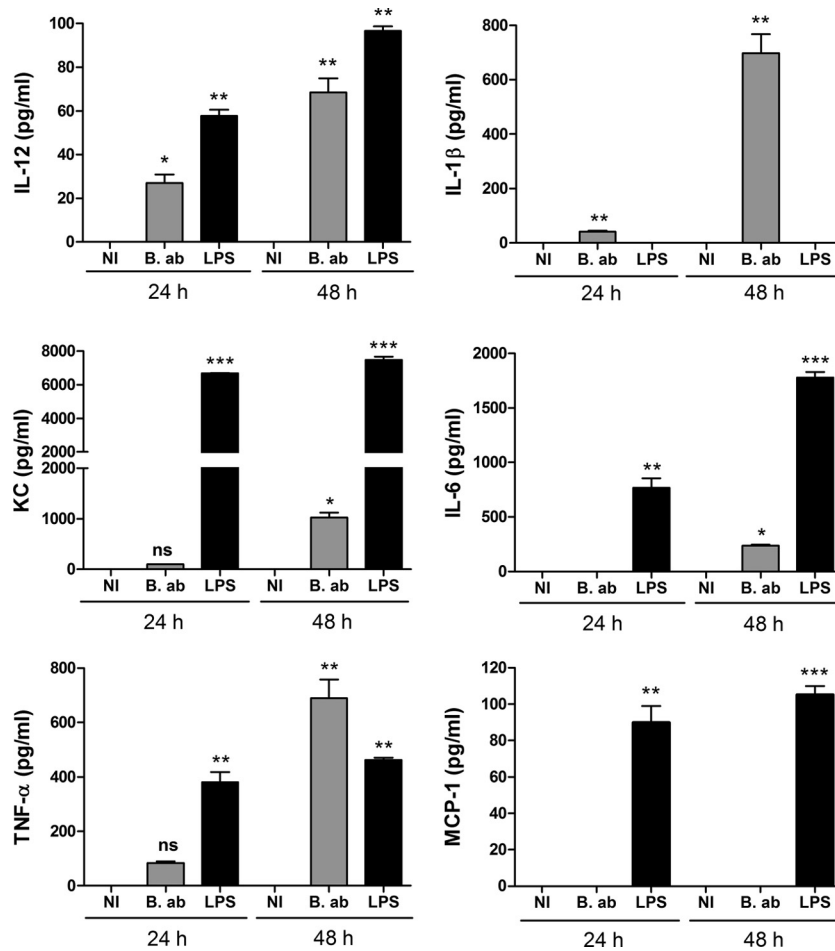 IL-12 (pg/ml)
100
80
60
40
20
0
*
**
**
**
NI B. ab LPS NI B. ab LPS
24 h 48 h
IL-1β (pg/ml)
800
600
400
200
0
**
**
NI B. ab LPS NI B. ab LPS
24 h 48 h
KC (pg/ml)
8000
6000
4000
2000
2000
1000
0
ns
***
*
***
NI B. ab LPS NI B. ab LPS
24 h 48 h
IL-6 (pg/ml)
2000
1500
1000
500
0
**
*
***
NI B. ab LPS NI B. ab LPS
24 h 48 h
TNF-α (pg/ml)
800
600
400
200
0
ns
**
**
**
NI B. ab LPS NI B. ab LPS
24 h 48 h
MCP-1 (pg/ml)
120
100
80
60
40
20
0
**
***
NI B. ab LPS NI B. ab LPS
24 h 48 h